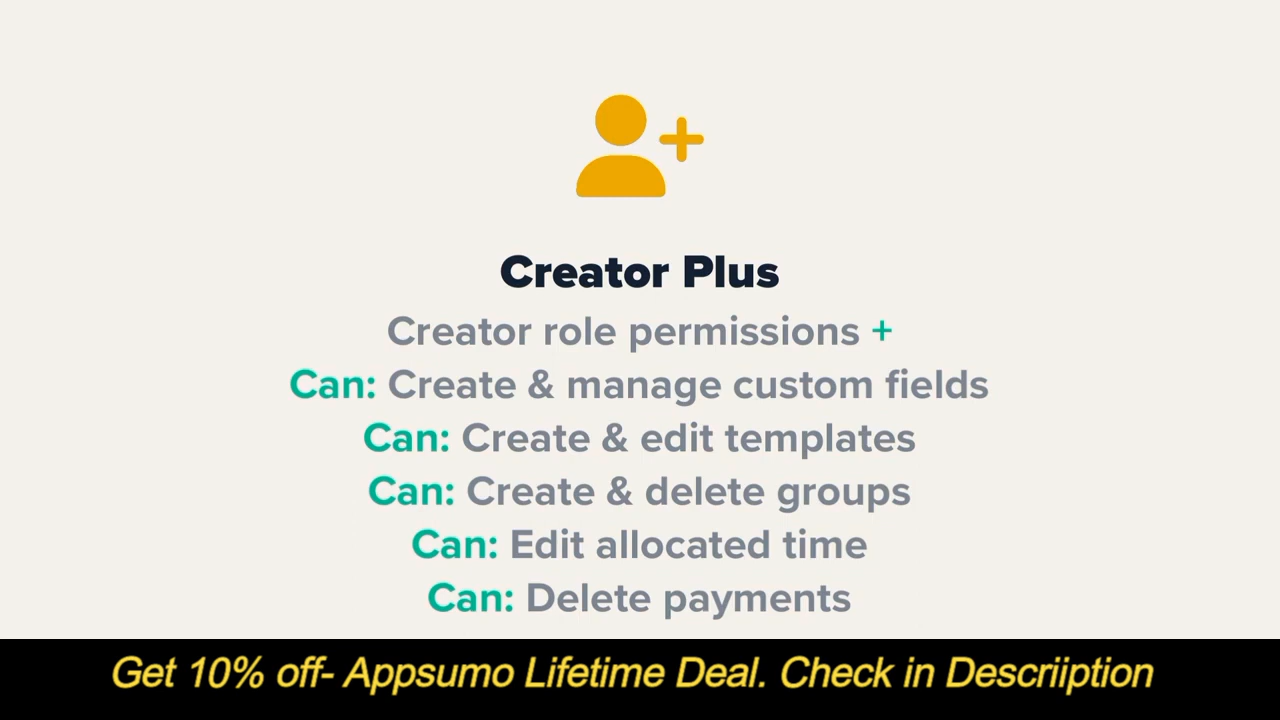 Creator Plus
Creator role permissions +
Can: Create & manage custom fields
Can: Create & edit templates
Can: Create & delete groups
Can: Edit allocated time
Can: Delete payments
Get 10% off- Appsumo Lifetime Deal. Check in Descriiption